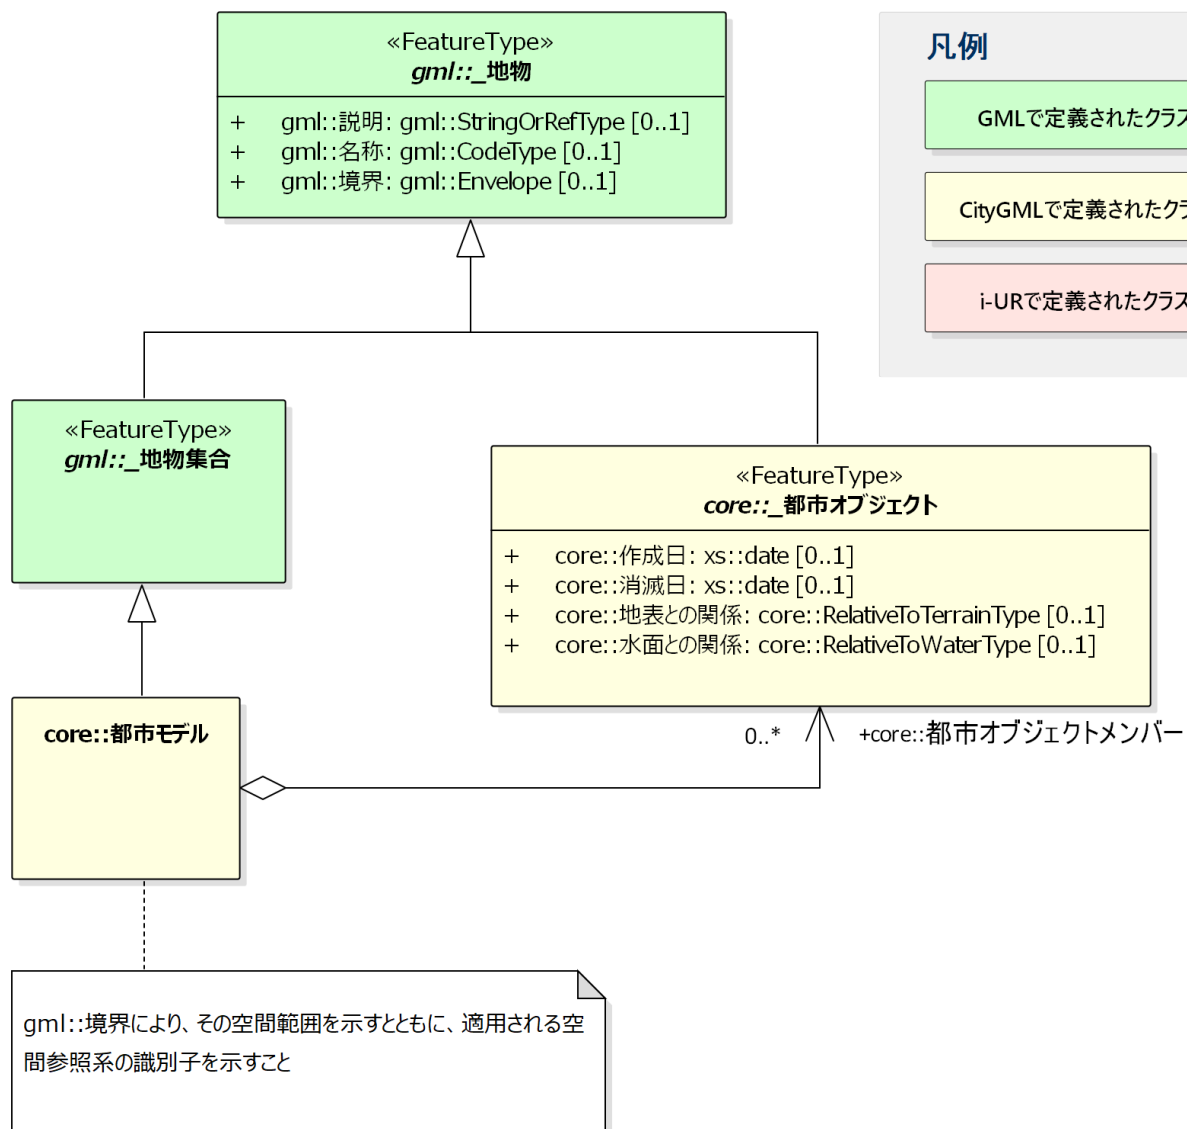 «FeatureType»
gml::_地物
+ gml::説明: gml::StringOrRefType [0..1]
+ gml::名称: gml::CodeType [0..1]
+ gml::境界: gml::Envelope [0..1]
凡例
GMLで定義されたクラス
CityGMLで定義されたクラ
i-URで定義されたクラス
«FeatureType»
gml::_地物集合
«FeatureType»
core::_都市オブジェクト
+ core::作成日: xs::date [0..1]
+ core::消滅日: xs::date [0..1]
+ core::地表との関係: core::RelativeToTerrainType [0..1]
+ core::水面との関係: core::RelativeToWaterType [0..1]
core::都市モデル
0..* +core::都市オブジェクトメンバー
gml::境界により、その空間範囲を示すとともに、適用される空
間参照系の識別子を示すこと